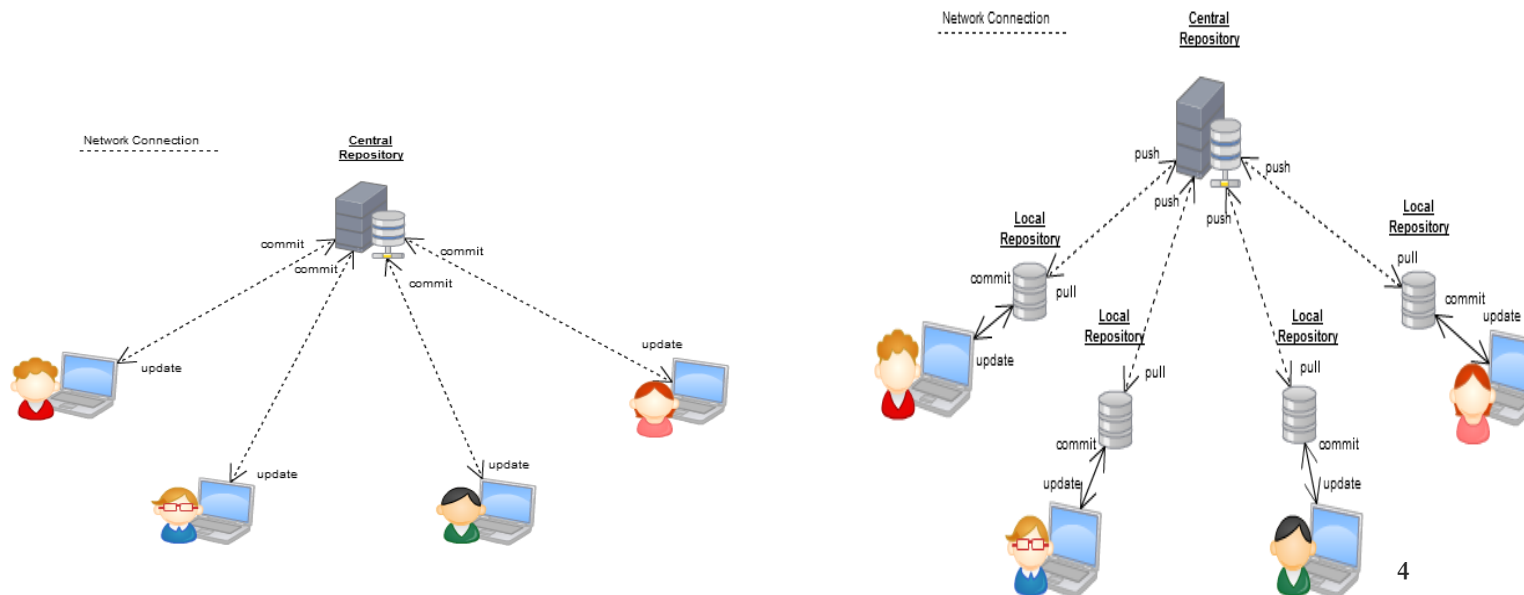 Network Connection
Central
Repository
commit
commit
commit
commit
update
update
update
update
Network Connection
Central
Repository
push
push
push
push
Local
Repository
Local
Repository
pull
commit
pull
commit
update
update
Local
Repository
Local
Repository
pull
pull
commit
commit
update
update
4